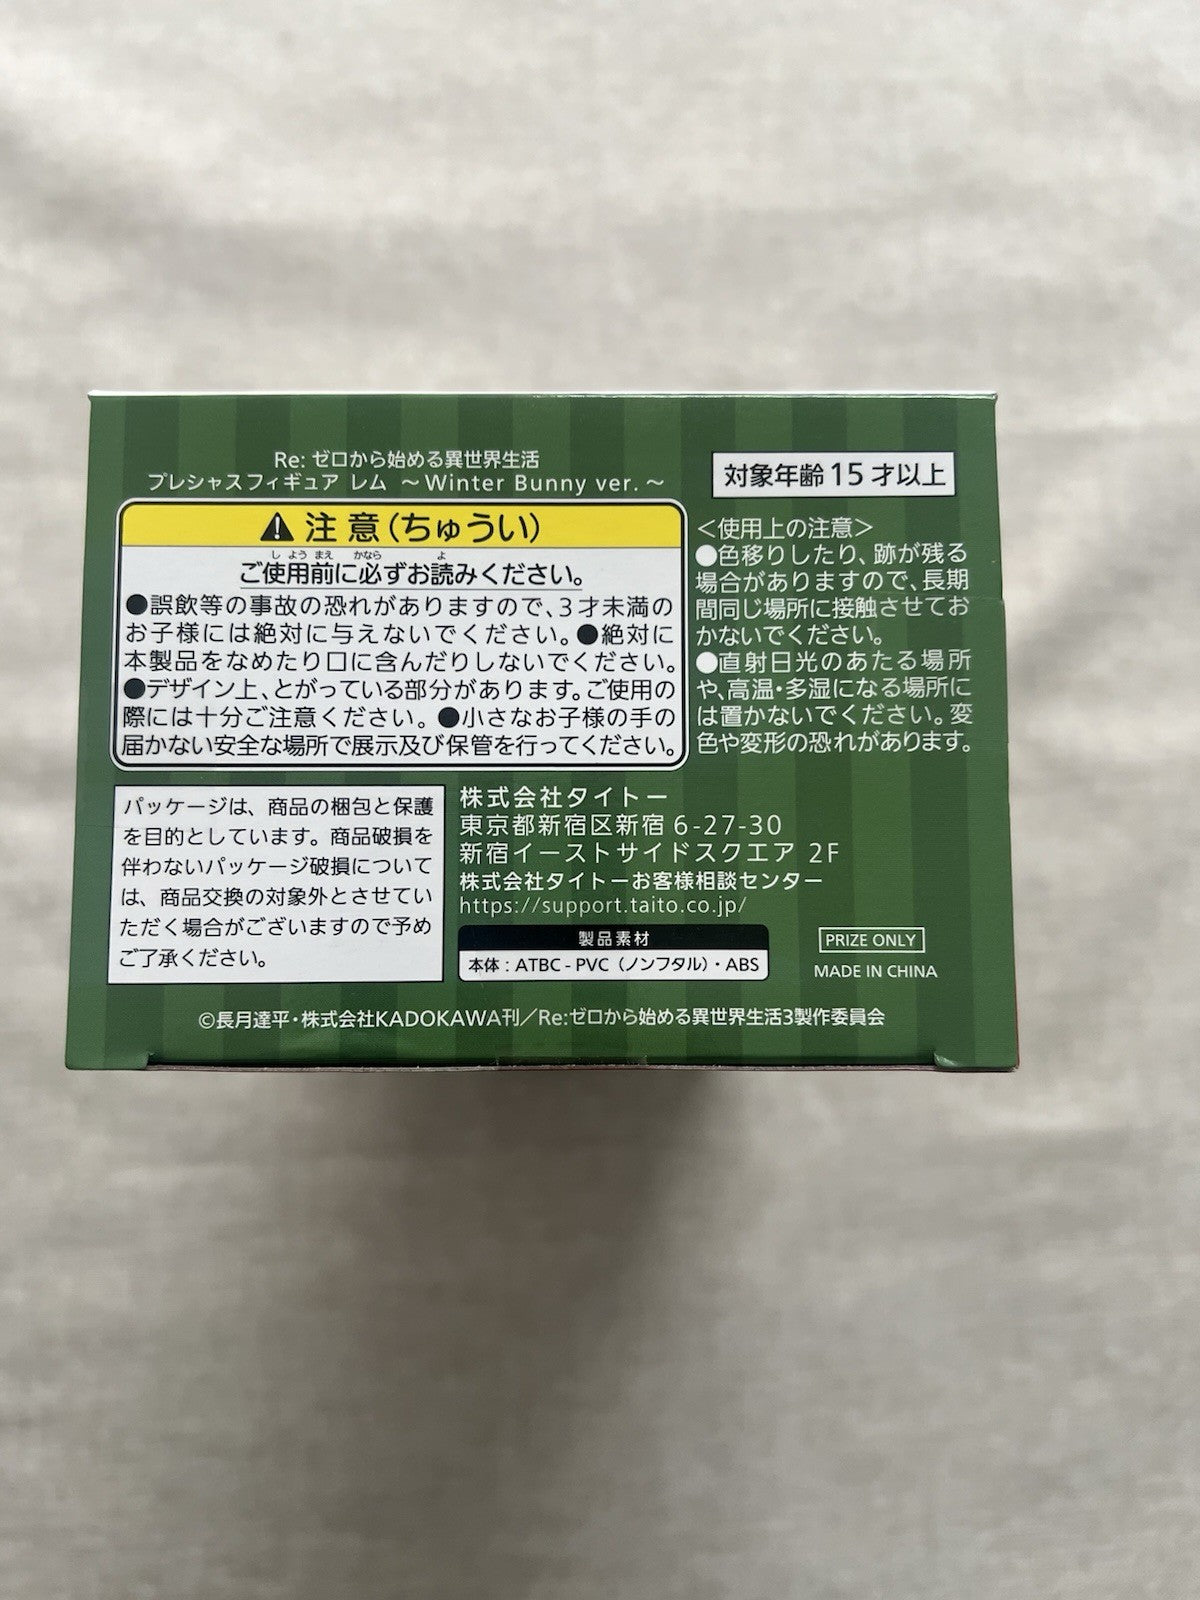 Re: ゼロから始める異世界生活
プレシャスフィギュア レム ～Winter Bunny ver.～
対象年齢15才以上
注意(ちゅうい)
しようまえ かなら よ
ご使用前に必ずお読みください。
●誤飲等の事故の恐れがありますので、3才未満の
お子様には絶対に与えないでください。●絶対に
本製品をなめたり口に含んだりしないでください。
●デザイン上、とがっている部分があります。ご使用の
際には十分ご注意ください。●小さなお子様の手の
届かない安全な場所で展示及び保管を行ってください。
＜使用上の注意＞
●色移りしたり、跡が残る
場合がありますので、長期
間同じ場所に接触させてお
かないでください。
●直射日光のあたる場所
や、高温・多湿になる場所に
は置かないでください。変
色や変形の恐れがあります。
パッケージは、商品の梱包と保護
を目的としています。商品破損を
伴わないパッケージ破損について
は、商品交換の対象外とさせてい
ただく場合がございますので予め
ご了承ください。
株式会社タイトー
東京都新宿区新宿 6-27-30
新宿イーストサイドスクエア 2F
株式会社タイトーお客様相談センター
https://support.taito.co.jp/
製品素材
本体：ATBC-PVC（ノンフタル）・ABS
PRIZE ONLY
MADE IN CHINA
©長月達平・株式会社KADOKAWA刊／Re:ゼロから始める異世界生活3製作委員会